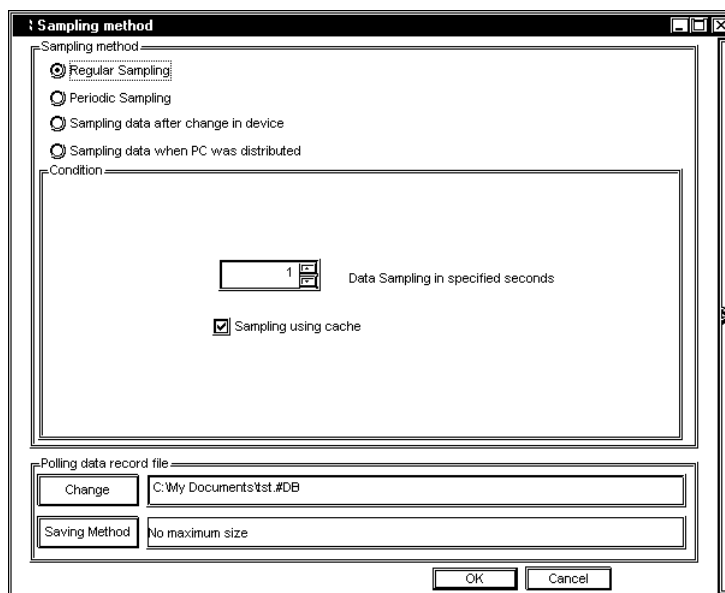 Sampling method
Sampling method
Regular Sampling
Periodic Sampling
Sampling data after change in device
Sampling data when PC was distributed
Condition
1
Data Sampling in specified seconds
Sampling using cache
Polling data record file
Change
C:\My Documents\tst.#DB
Saving Method
No maximum size
OK
Cancel